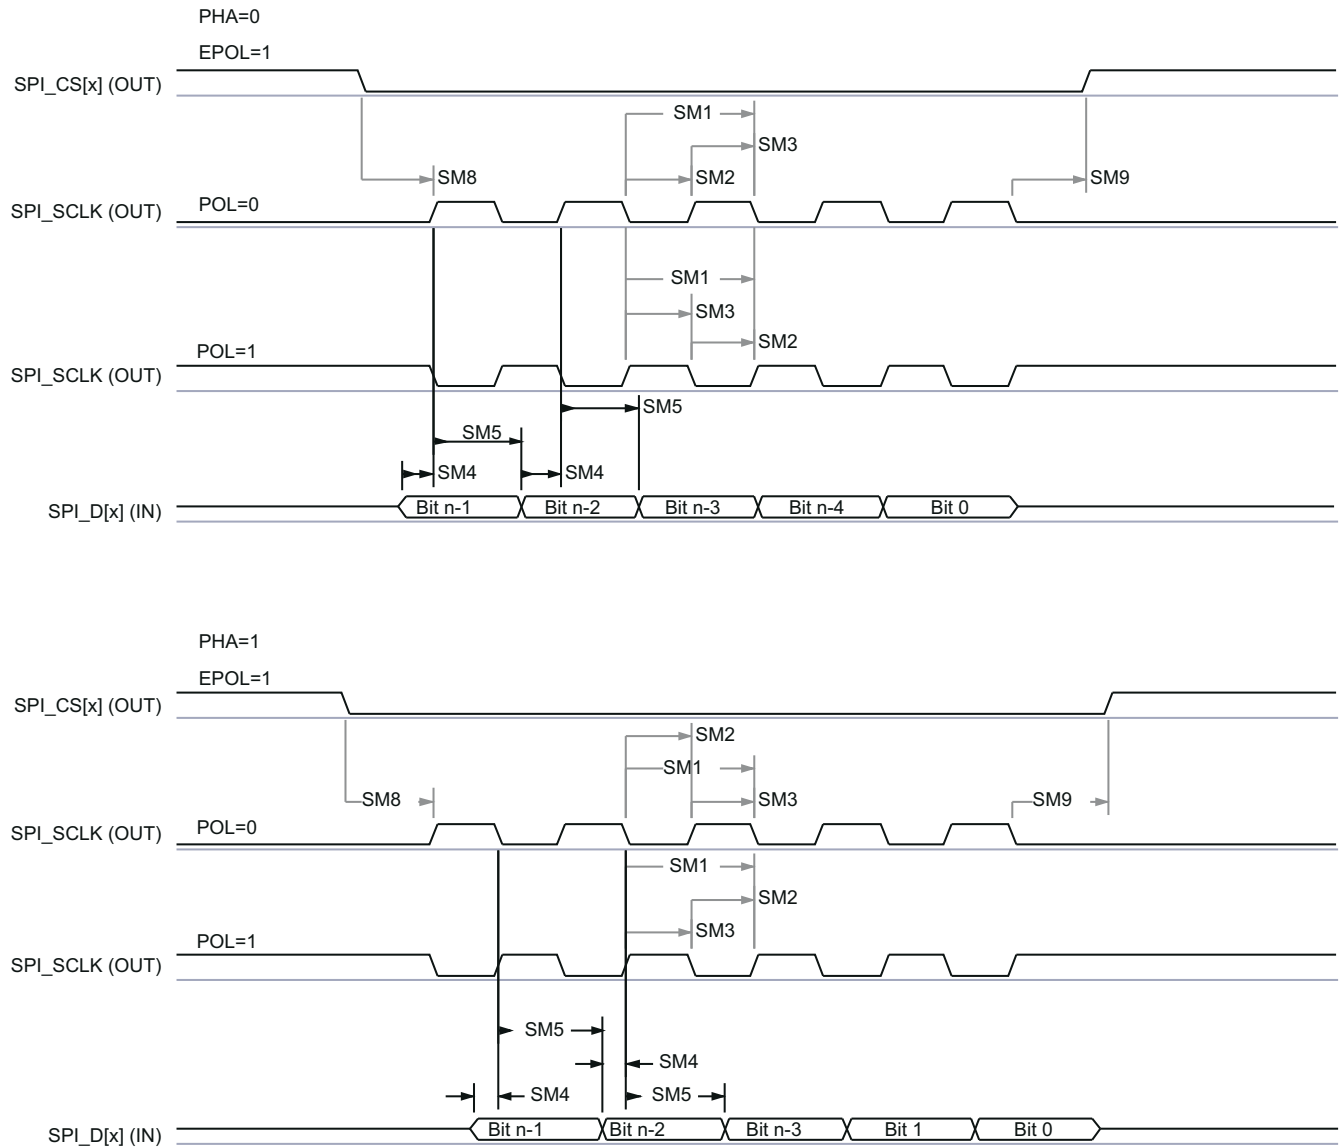 PHA=0
EPOL=1
SPI_CS[x] (OUT)
SM1
SM3
SM8
SM2
SM9
SPI_SCLK (OUT)
POL=0
SM1
SM3
SM2
POL=1
SPI_SCLK (OUT)
SM5
SM5
SM4
SM4
SPI_D[x] (IN)
Bit n-1
Bit n-2
Bit n-3
Bit n-4
Bit 0
PHA=1
EPOL=1
SPI_CS[x] (OUT)
SM2
SM1
SM8
SM3
SM9
SPI_SCLK (OUT)
POL=0
SM1
SM2
SM3
POL=1
SPI_SCLK (OUT)
SM5
SM4
SM4
SM5
SPI_D[x] (IN)
Bit n-1
Bit n-2
Bit n-3
Bit 1
Bit 0